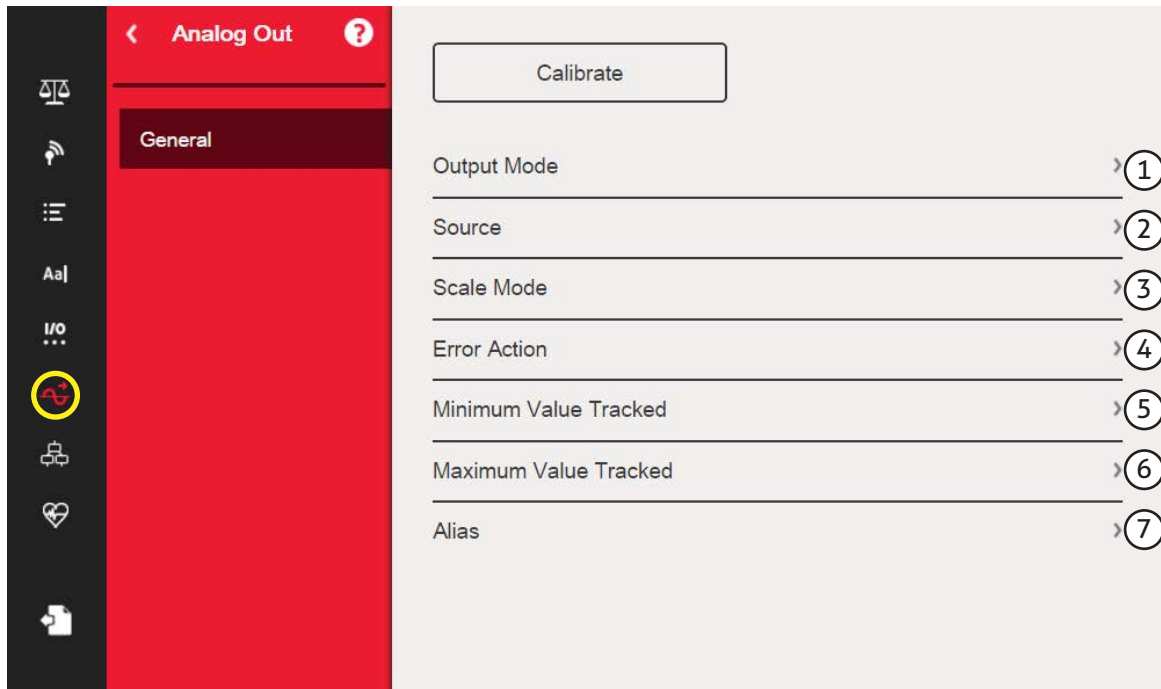 Analog Out
?
General
Calibrate
Output Mode 1
Source 2
Scale Mode 3
Error Action 4
Minimum Value Tracked 5
Maximum Value Tracked 6
Alias 7
Aa
I/O